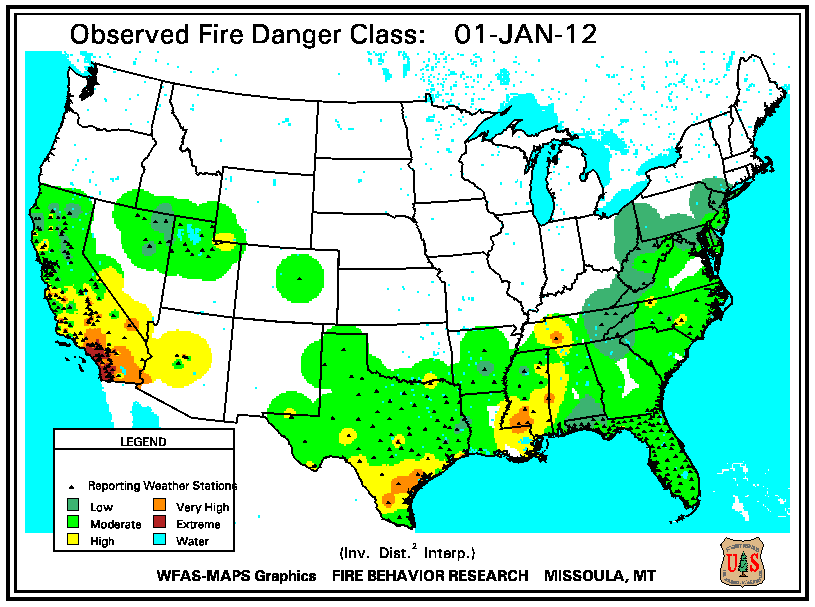 Observed Fire Danger Class: 01-JAN-12
LEGEND
Reporting Weather Stations
Low
Very High
Moderate
Extreme
High
Water
(Inv. Dist.² Interp.)
WFAS-MAPS Graphics FIRE BEHAVIOR RESEARCH MISSOULA, MT
U S